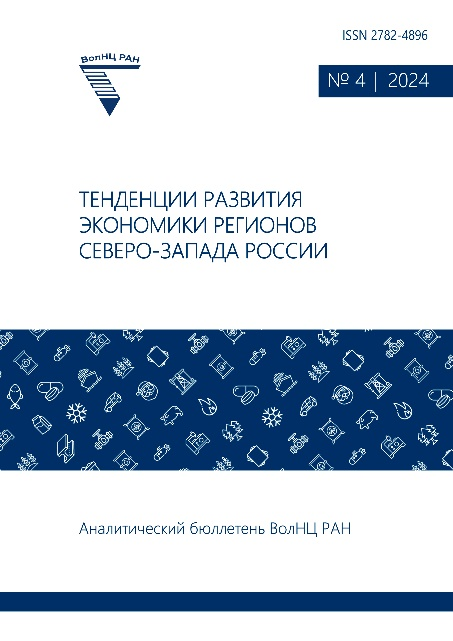 ISSN 2782-4896
ВолНЦ РАН
№ 4 | 2024
ТЕНДЕНЦИИ РАЗВИТИЯ
ЭКОНОМИКИ РЕГИОНОВ
СЕВЕРО-ЗАПАДА РОССИИ
Аналитический бюллетень ВолНЦ РАН